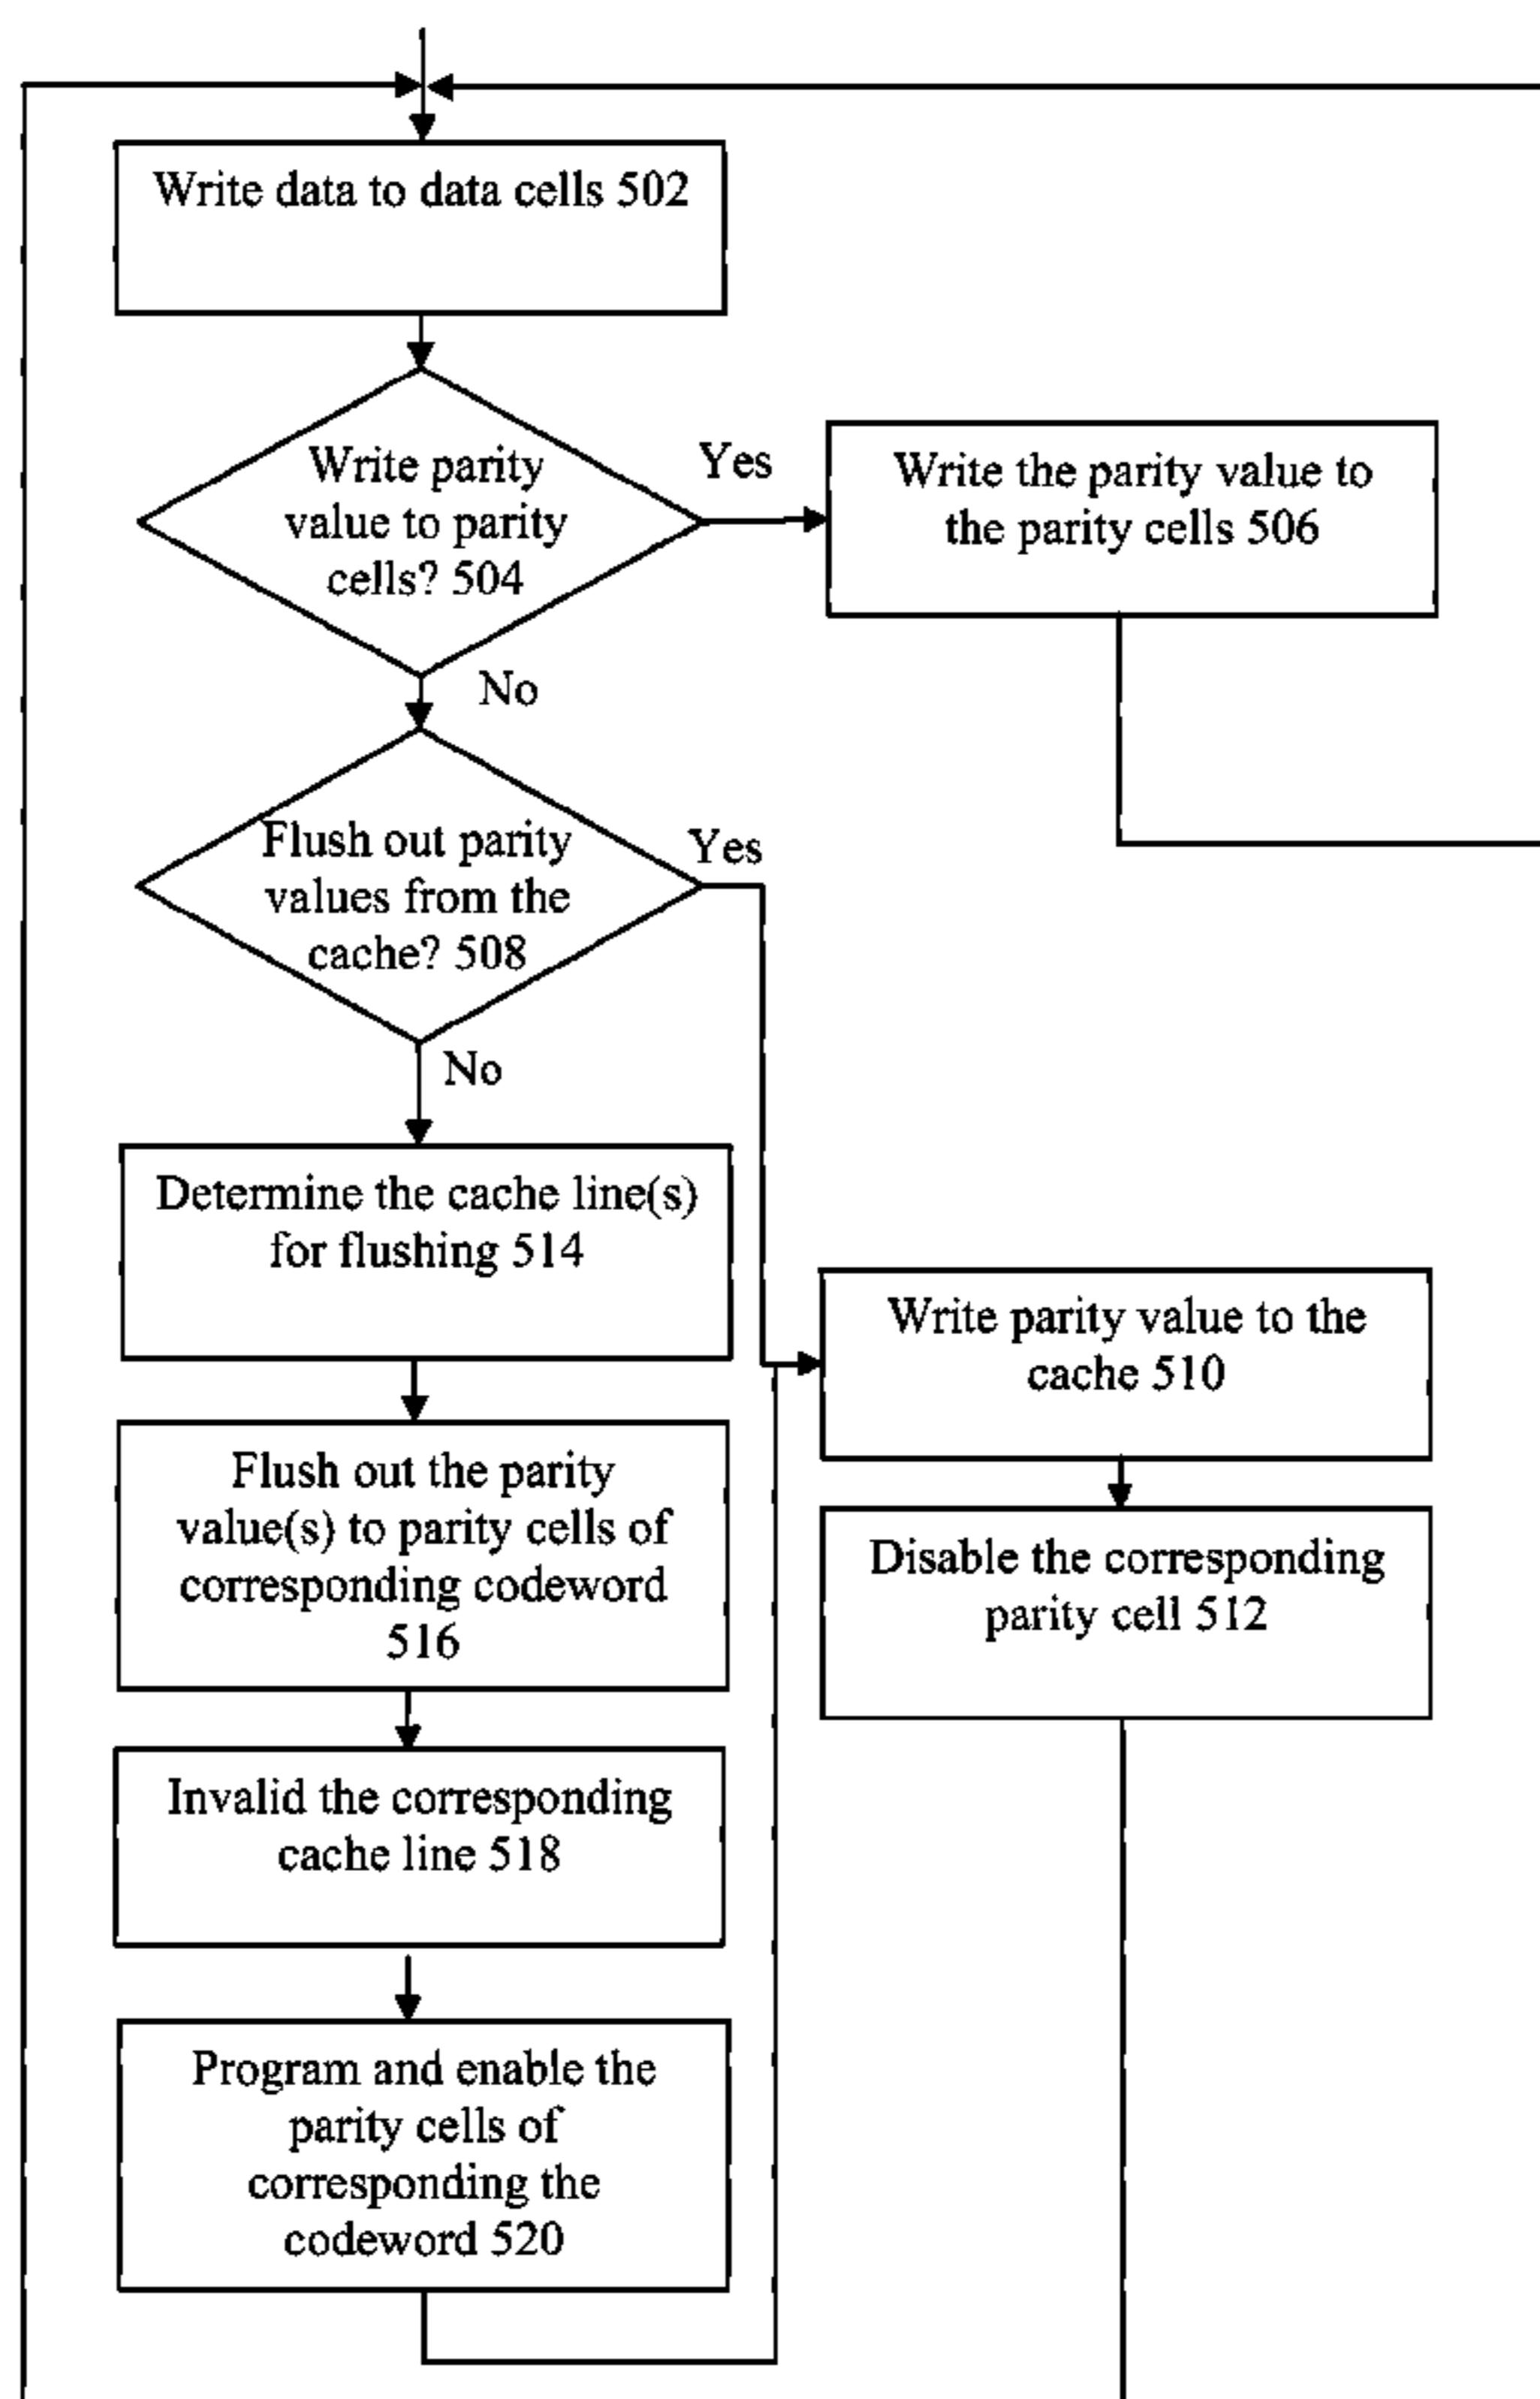 Write data to data cells 502
Write parity
value to parity
cells? 504
Yes
Write the parity value to
the parity cells 506
No
Flush out parity
values from the
cache? 508
Yes
No
Determine the cache line(s)
for flushing 514
Write parity value to the
cache 510
Flush out the parity
value(s) to parity cells of
corresponding codeword
516
Disable the corresponding
parity cell 512
Invalid the corresponding
cache line 518
Program and enable the
parity cells of
corresponding the
codeword 520